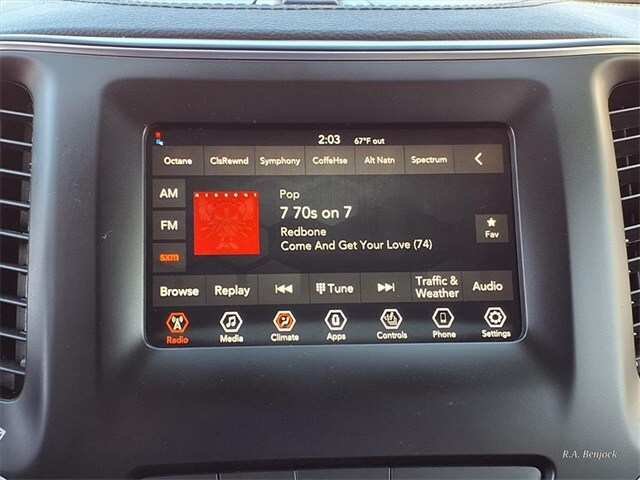 2:03 67°F out
Octane ClsRewnd Symphony CoffeHse Alt Natn Spectrum
AM
FM
sxm
REDBONE
Pop
7 70s on 7
Redbone
Come And Get Your Love (74)
Fav
Browse Replay Tune Traffic & Weather Audio
Radio Media Climate Apps Controls Phone Settings
R.A. Benjock